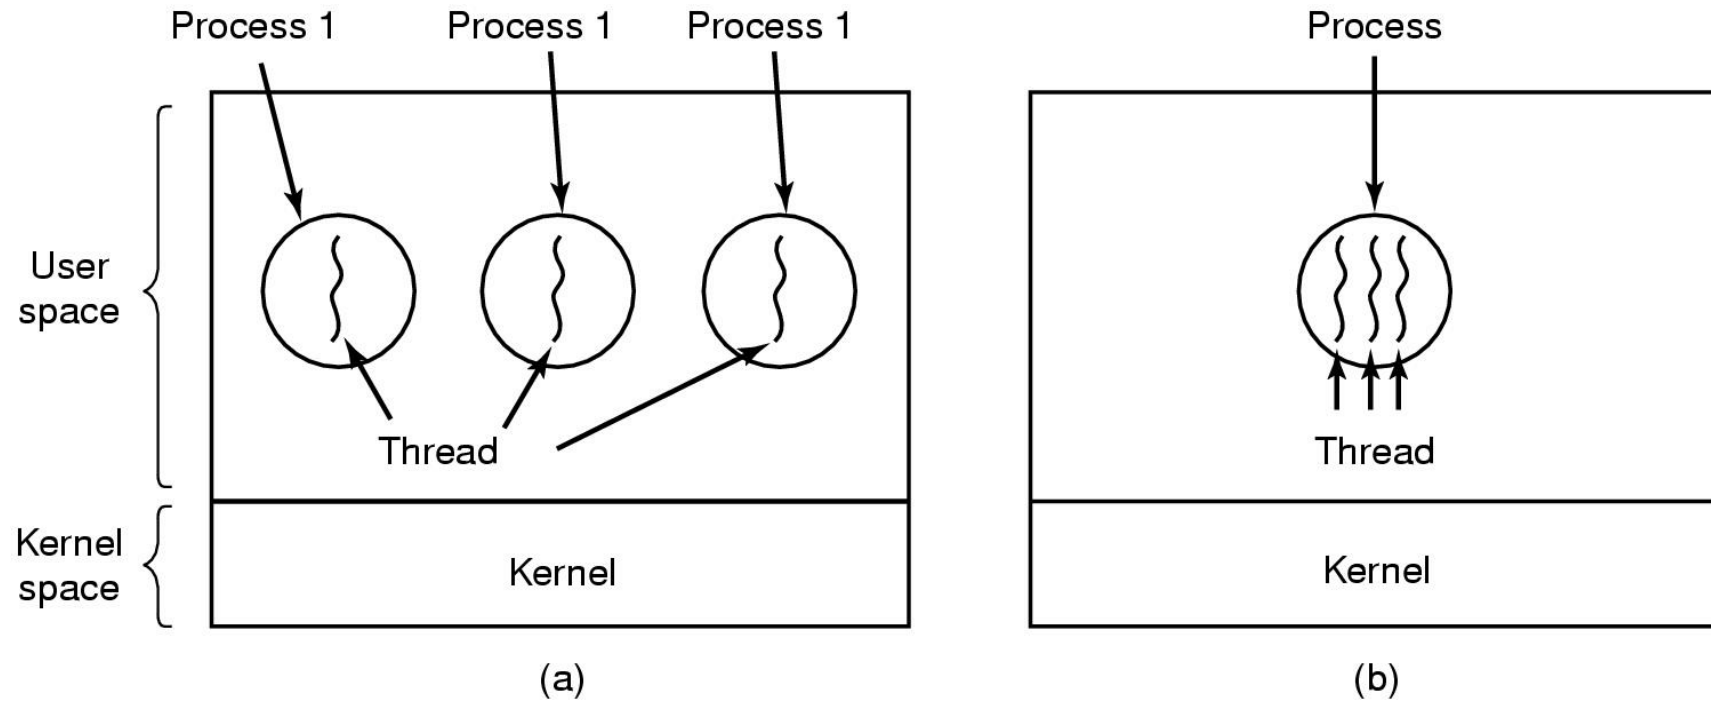 Process 1
Process 1
Process 1
Process
User
space
Thread
Thread
Kernel
space
Kernel
Kernel
(a)
(b)